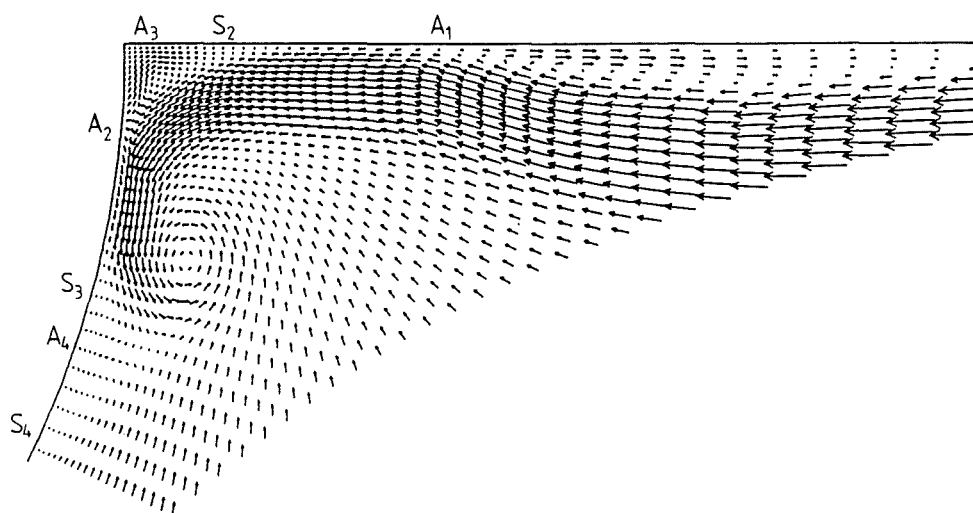 A₃ S₂ A₁
A₂
S₃
A₄
S₄